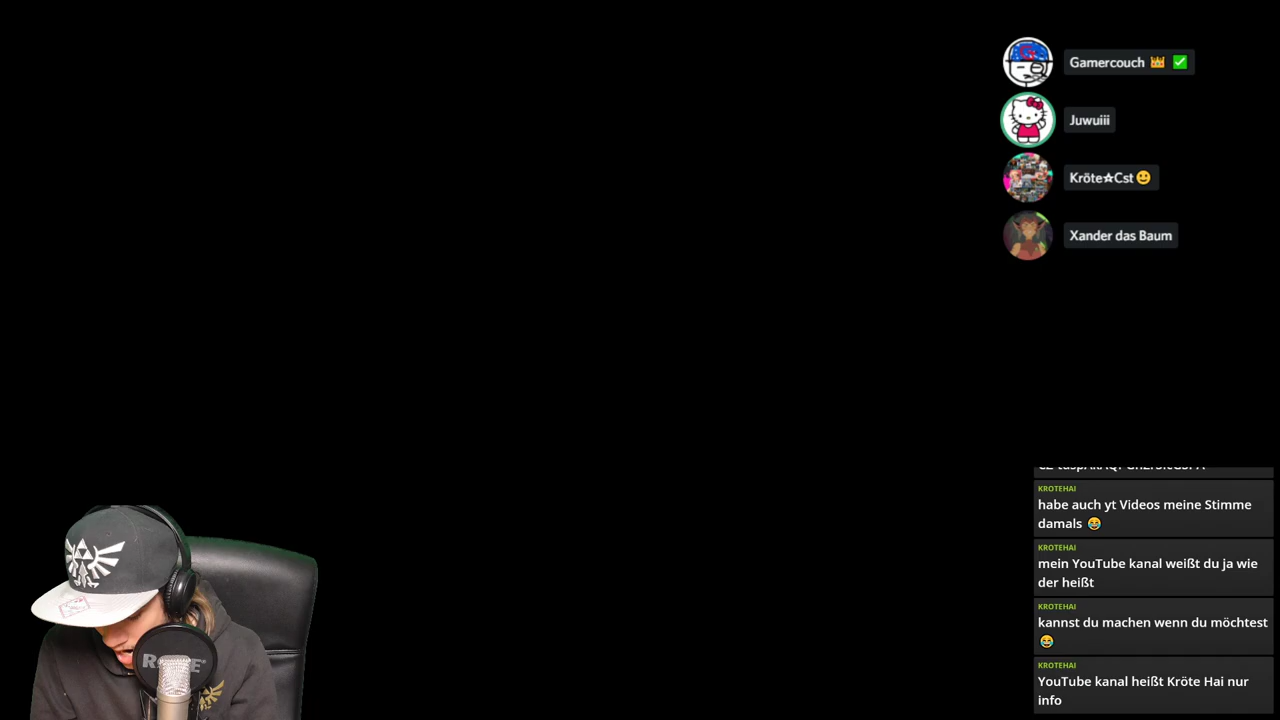 Gamercouch
Juwuiii
Kröte★Cst
Xander das Baum
KROTEHAI
habe auch yt Videos meine Stimme
damals 😂
KROTEHAI
mein YouTube kanal weißt du ja wie
der heißt
KROTEHAI
kannst du machen wenn du möchtest
😂
KROTEHAI
YouTube kanal heißt Kröte Hai nur
info